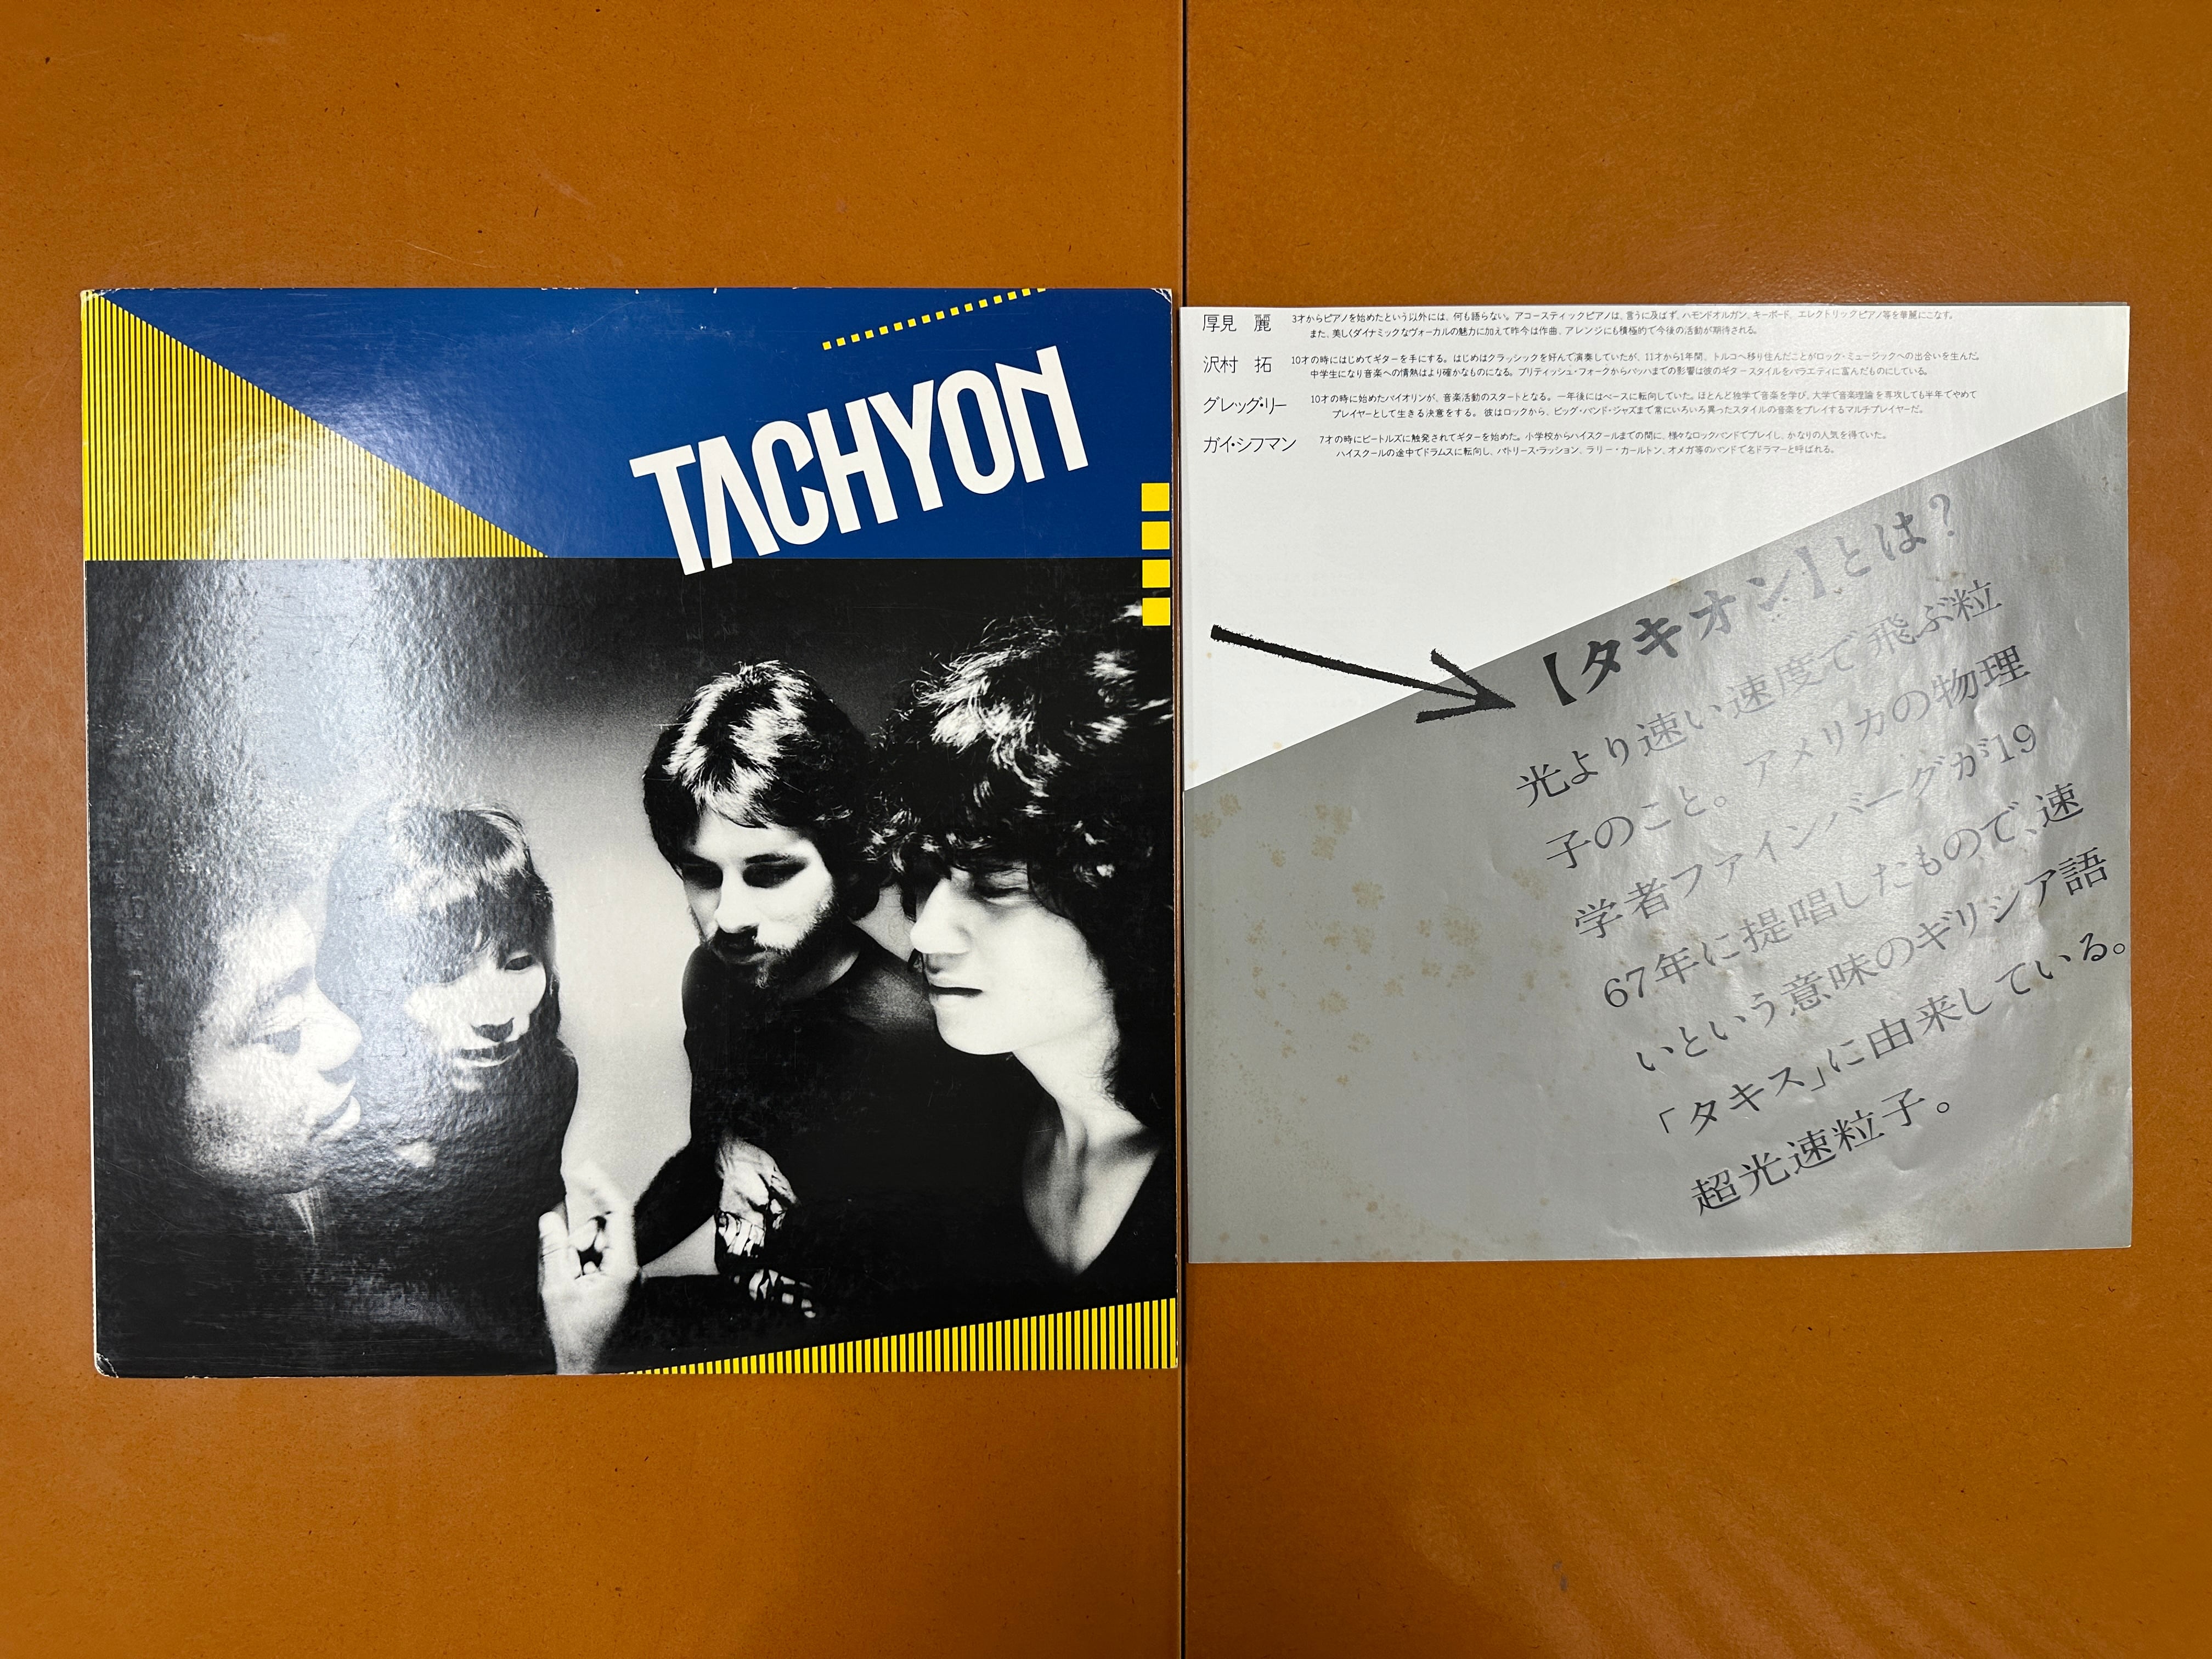 TACHYON
厚見 麗 3才からピアノを始めたという以外には、何も語らない。アコースティックピアノは、言うに及ばず、ハモンドオルガン、キーボード、エレクトリックピアノ等を華麗にこなす。
また、美しくダイナミックなヴォーカルの魅力に加えて昨今は作曲、アレンジにも積極的で今後の活動が期待される。
沢村 拓 10才の時にはじめてギターを手にする。はじめはクラッシックを好んで演奏していたが、11才から1年間、トルコへ移り住んだことがロック・ミュージックへの出合いを生んだ。
中学生になり音楽への情熱はより確かなものになる。ブリティッシュ・フォークからバッハまでの影響は彼のギタースタイルをバラエティに富んだものにしている。
グレッグ・リー 10才の時に始めたバイオリンが、音楽活動のスタートとなる。一年後にはベースに転向していた。ほとんど独学で音楽を学び、大学で音楽理論を専攻しても半年でやめて
プレイヤーとして生きる決意をする。彼はロックから、ビッグ・バンド・ジャズまで常にいろいろ異ったスタイルの音楽をプレイするマルチプレイヤーだ。
ガイ・シフマン 7才の時にビートルズに触発されてギターを始めた。小学校からハイスクールまでの間に、様々なロックバンドでプレイし、かなりの人気を得ていた。
ハイスクールの途中でドラムスに転向し、パトリース・ラッション、ラリー・カールトン、オメガ等のバンドで名ドラマーと呼ばれる。
【タキオン】とは?
光より速い速度で飛ぶ粒
子のこと。アメリカの物理
学者ファインバーグが19
67年に提唱したもので、速
いという意味のギリシア語
「タキス」に由来している。
超光速粒子。